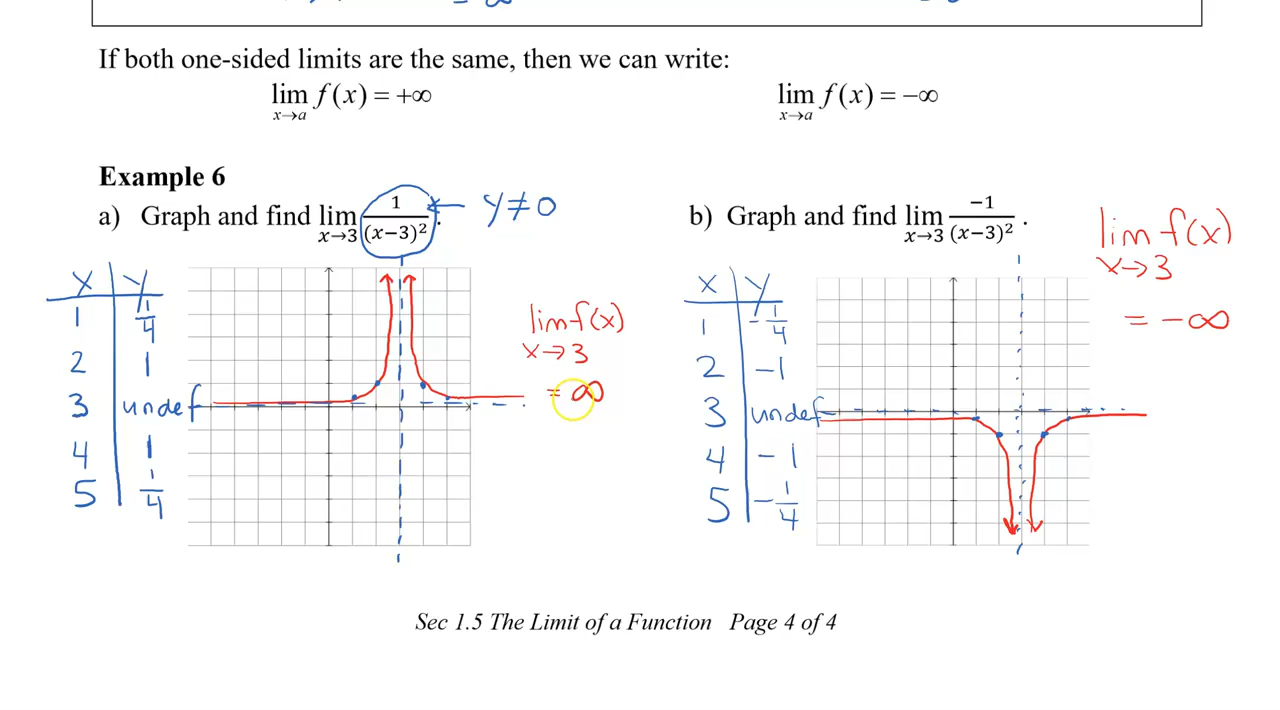 = ∞
If both one-sided limits are the same, then we can write:
lim f(x) = +∞
x→a
lim f(x) = −∞
x→a
Example 6
a) Graph and find lim 1/(x−3)² .
x→3
y≠0
x y
1 1/4
2 1
3 undef
4 1
5 1/4
lim f(x)
x→3
= ∞
b) Graph and find lim −1/(x−3)² .
x→3
x y
1 -1/4
2 -1
3 undef
4 -1
5 -1/4
lim f(x)
x→3
= -∞
Sec 1.5 The Limit of a Function Page 4 of 4